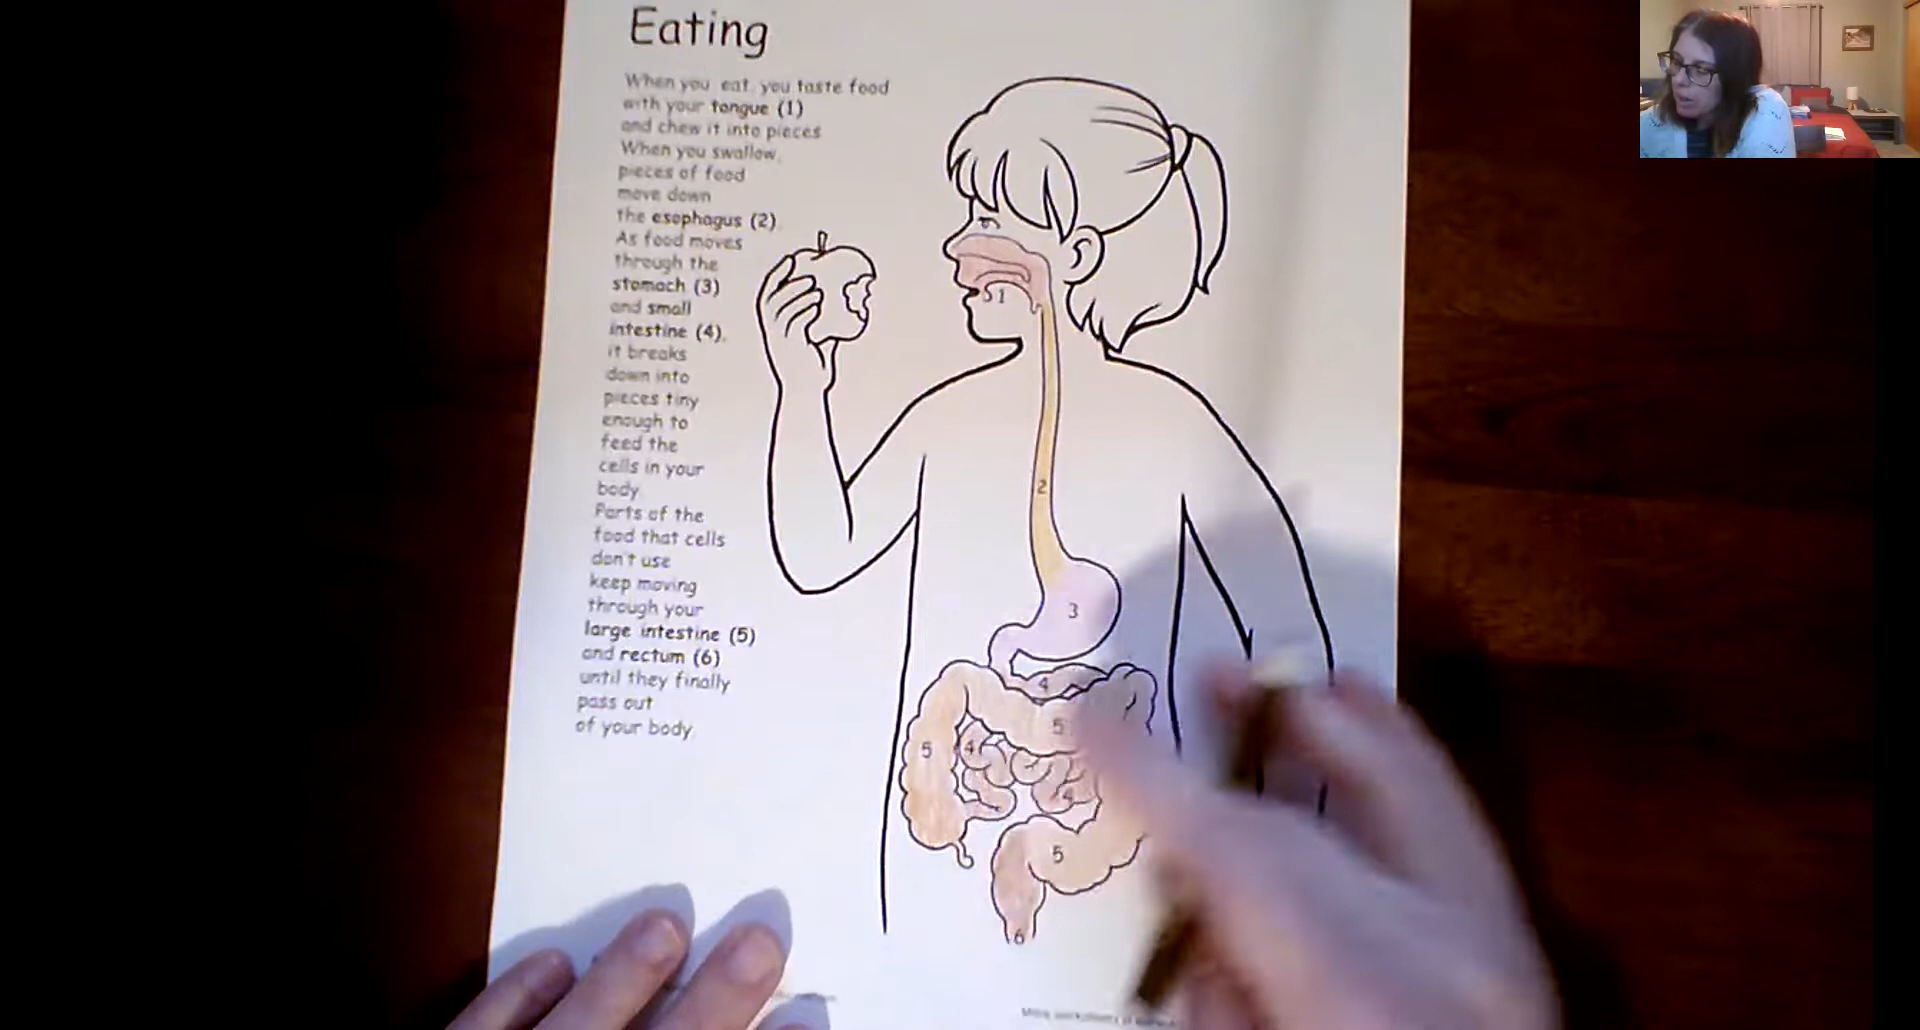 Eating
When you eat, you taste food
with your tongue (1)
and chew it into pieces
When you swallow,
pieces of food
move down
the esophagus (2)
As food moves
through the
stomach (3)
and small
intestine (4),
it breaks
down into
pieces tiny
enough to
feed the
cells in your
body
Parts of the
food that cells
don't use
keep moving
through your
large intestine (5)
and rectum (6)
until they finally
pass out
of your body
1
2
3
4
5
5
4
4
5
6
More worksheets